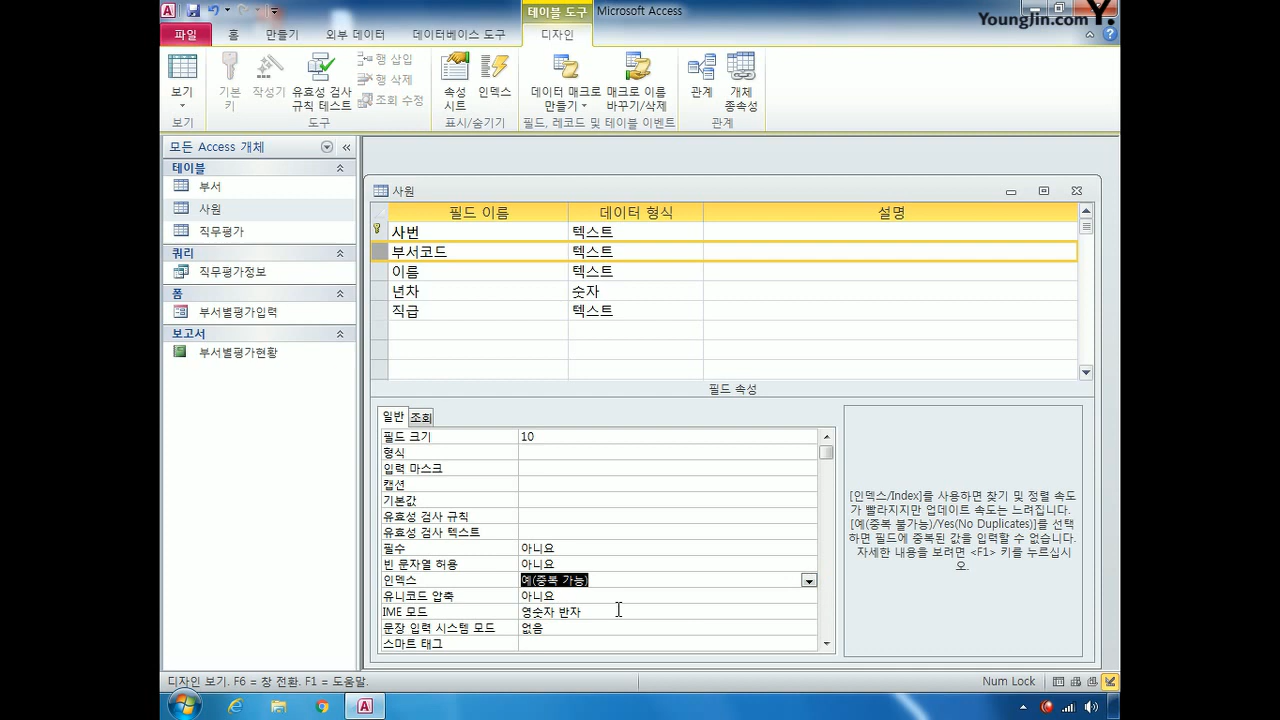 테이블 도구
Microsoft Access
YoungJin.com Y.
파일
홈
만들기
외부 데이터
데이터베이스 도구
디자인
보기
기본
키
작성기
유효성 검사
규칙 테스트
행 삽입
행 삭제
조회 수정
속성
시트
인덱스
데이터 매크로
만들기
매크로 이름
바꾸기/삭제
관계
개체
종속성
보기
도구
표시/숨기기
필드, 레코드 및 테이블 이벤트
관계
모든 Access 개체
테이블
부서
사원
직무평가
쿼리
직무평가정보
폼
부서별평가입력
보고서
부서별평가현황
사원
필드 이름 데이터 형식 설명
사번 텍스트
부서코드 텍스트
이름 텍스트
년차 숫자
직급 텍스트
필드 속성
일반 조회
필드 크기 10
형식
입력 마스크
캡션
기본값
유효성 검사 규칙
유효성 검사 텍스트
필수 아니요
빈 문자열 허용 아니요
인덱스 예(중복 가능)
유니코드 압축 아니요
IME 모드 영숫자 반자
문장 입력 시스템 모드 없음
스마트 태그
[인덱스/Index]를 사용하면 찾기 및 정렬 속도
가 빨라지지만 업데이트 속도는 느려집니다.
[예(중복 불가능)/Yes(No Duplicates)]를 선택
하면 필드에 중복된 값을 입력할 수 없습니다.
자세한 내용을 보려면 <F1> 키를 누르십시
오.
디자인 보기. F6 = 창 전환. F1 = 도움말.
Num Lock